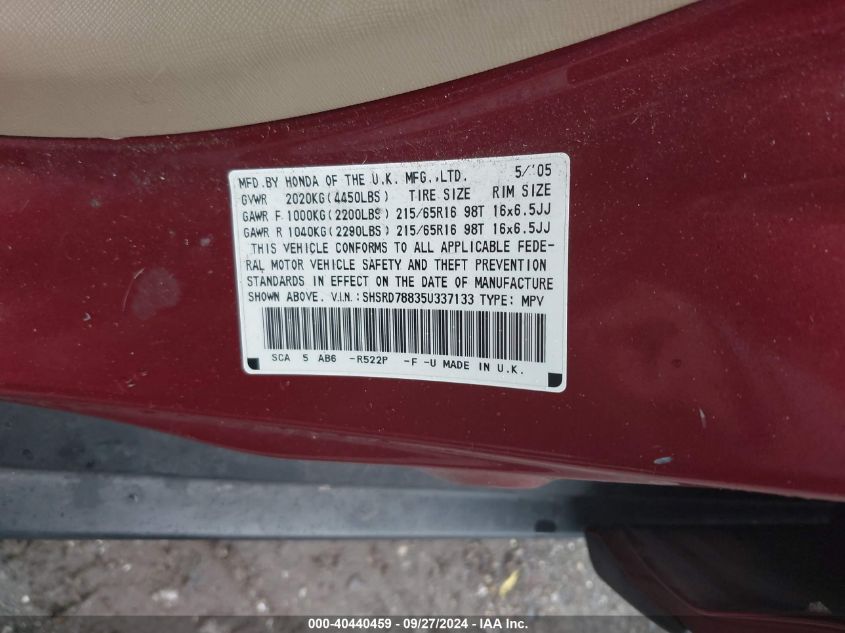 MFD.BY HONDA OF THE U.K. MFG.,LTD. 5/'05
GVWR 2020KG(4450LBS) TIRE SIZE RIM SIZE
GAWR F 1000KG(2200LBS) 215/65R16 98T 16x6.5JJ
GAWR R 1040KG(2290LBS) 215/65R16 98T 16x6.5JJ
THIS VEHICLE CONFORMS TO ALL APPLICABLE FEDE-
RAL MOTOR VEHICLE SAFETY AND THEFT PREVENTION
STANDARDS IN EFFECT ON THE DATE OF MANUFACTURE
SHOWN ABOVE. V.I.N.:SHSRD78835U337133 TYPE: MPV
SCA 5 AB6 -R522P -F -U MADE IN U.K.
000-40440459 - 09/27/2024 - IAA Inc.